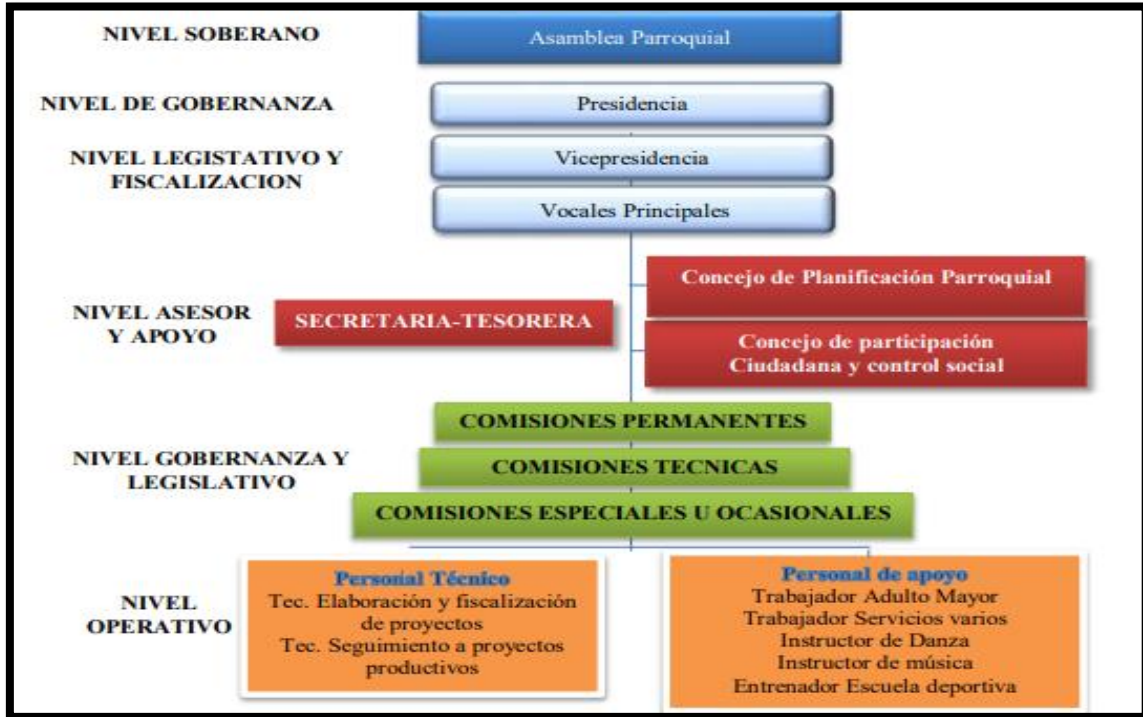 NIVEL SOBERANO
Asamblea Parroquial
NIVEL DE GOBERNANZA
Presidencia
NIVEL LEGISTATIVO Y
FISCALIZACION
Vicepresidencia
Vocales Principales
NIVEL ASESOR
Y APOYO
SECRETARIA-TESORERA
Concejo de Planificación Parroquial
Concejo de participación
Ciudadana y control social
NIVEL GOBERNANZA Y
LEGISLATIVO
COMISIONES PERMANENTES
COMISIONES TECNICAS
COMISIONES ESPECIALES U OCASIONALES
NIVEL
OPERATIVO
Personal Técnico
Tec. Elaboración y fiscalización
de proyectos
Tec. Seguimiento a proyectos
productivos
Personal de apoyo
Trabajador Adulto Mayor
Trabajador Servicios varios
Instructor de Danza
Instructor de música
Entrenador Escuela deportiva